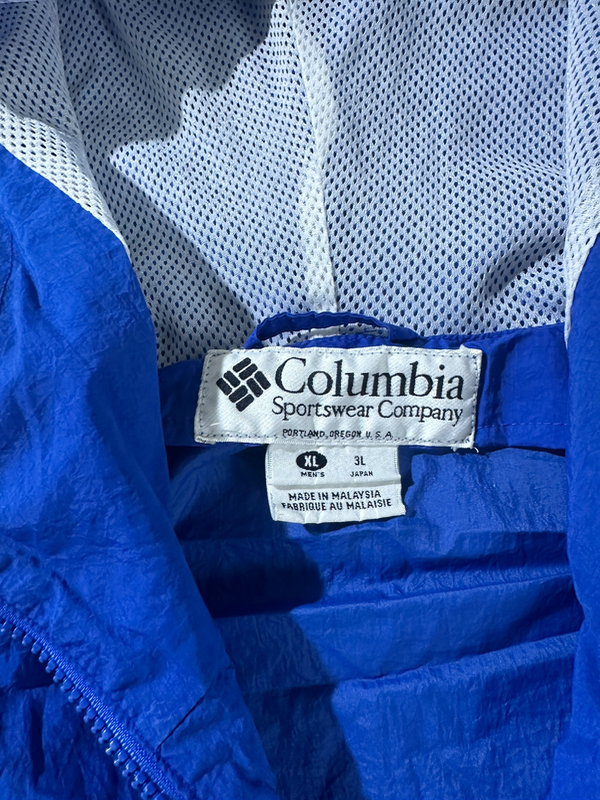 Columbia
Sportswear Company
PORTLAND, OREGON U.S.A.
XL 3L
MEN'S JAPAN
MADE IN MALAYSIA
FABRIQUE AU MALAISIE